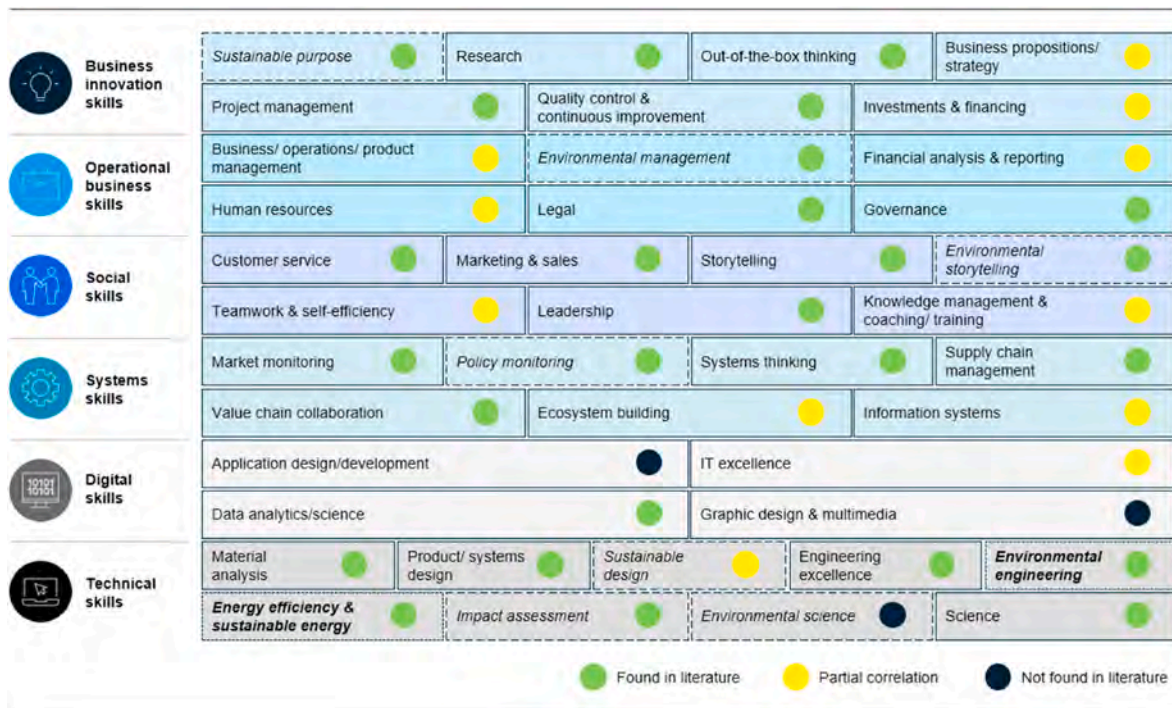 Business
innovation
skills
Sustainable purpose
Research
Out-of-the-box thinking
Business propositions/
strategy
Project management
Quality control &
continuous improvement
Investments & financing
Operational
business
skills
Business/ operations/ product
management
Environmental management
Financial analysis & reporting
Human resources
Legal
Governance
Social
skills
Customer service
Marketing & sales
Storytelling
Environmental
storytelling
Teamwork & self-efficiency
Leadership
Knowledge management &
coaching/ training
Systems
skills
Market monitoring
Policy monitoring
Systems thinking
Supply chain
management
Value chain collaboration
Ecosystem building
Information systems
10101
10101
Digital
skills
Application design/development
IT excellence
Data analytics/science
Graphic design & multimedia
Technical
skills
Material
analysis
Product/ systems
design
Sustainable
design
Engineering
excellence
Environmental
engineering
Energy efficiency &
sustainable energy
Impact assessment
Environmental science
Science
Found in literature
Partial correlation
Not found in literature